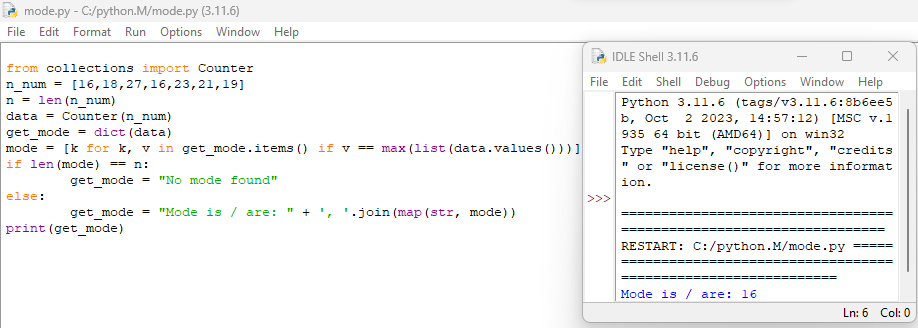 mode.py - C:/python.M/mode.py (3.11.6)
File Edit Format Run Options Window Help
from collections import Counter
n_num = [16,18,27,16,23,21,19]
n = len(n_num)
data = Counter(n_num)
get_mode = dict(data)
mode = [k for k, v in get_mode.items() if v == max(list(data.values()))]
if len(mode) == n:
        get_mode = "No mode found"
else:
        get_mode = "Mode is / are: " + ', '.join(map(str, mode))
print(get_mode)
IDLE Shell 3.11.6
File Edit Shell Debug Options Window Help
Python 3.11.6 (tags/v3.11.6:8b6ee5
b, Oct  2 2023, 14:57:12) [MSC v.1
935 64 bit (AMD64)] on win32
Type "help", "copyright", "credits
" or "license()" for more informat
ion.
>>>
==================================
=================================
RESTART: C:/python.M/mode.py =====
==================================
===========================
Mode is / are: 16
Ln: 6 Col: 0